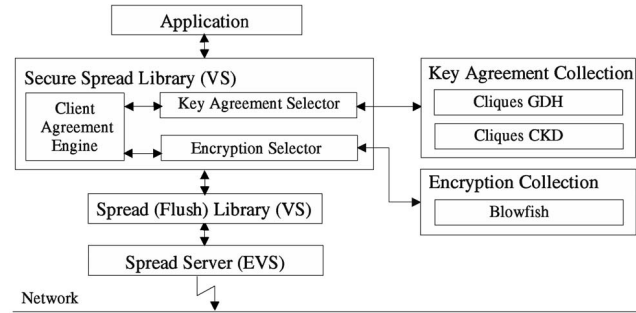 Application
Secure Spread Library (VS)
Client
Agreement
Engine
Key Agreement Selector
Encryption Selector
Key Agreement Collection
Cliques GDH
Cliques CKD
Encryption Collection
Blowfish
Spread (Flush) Library (VS)
Spread Server (EVS)
Network